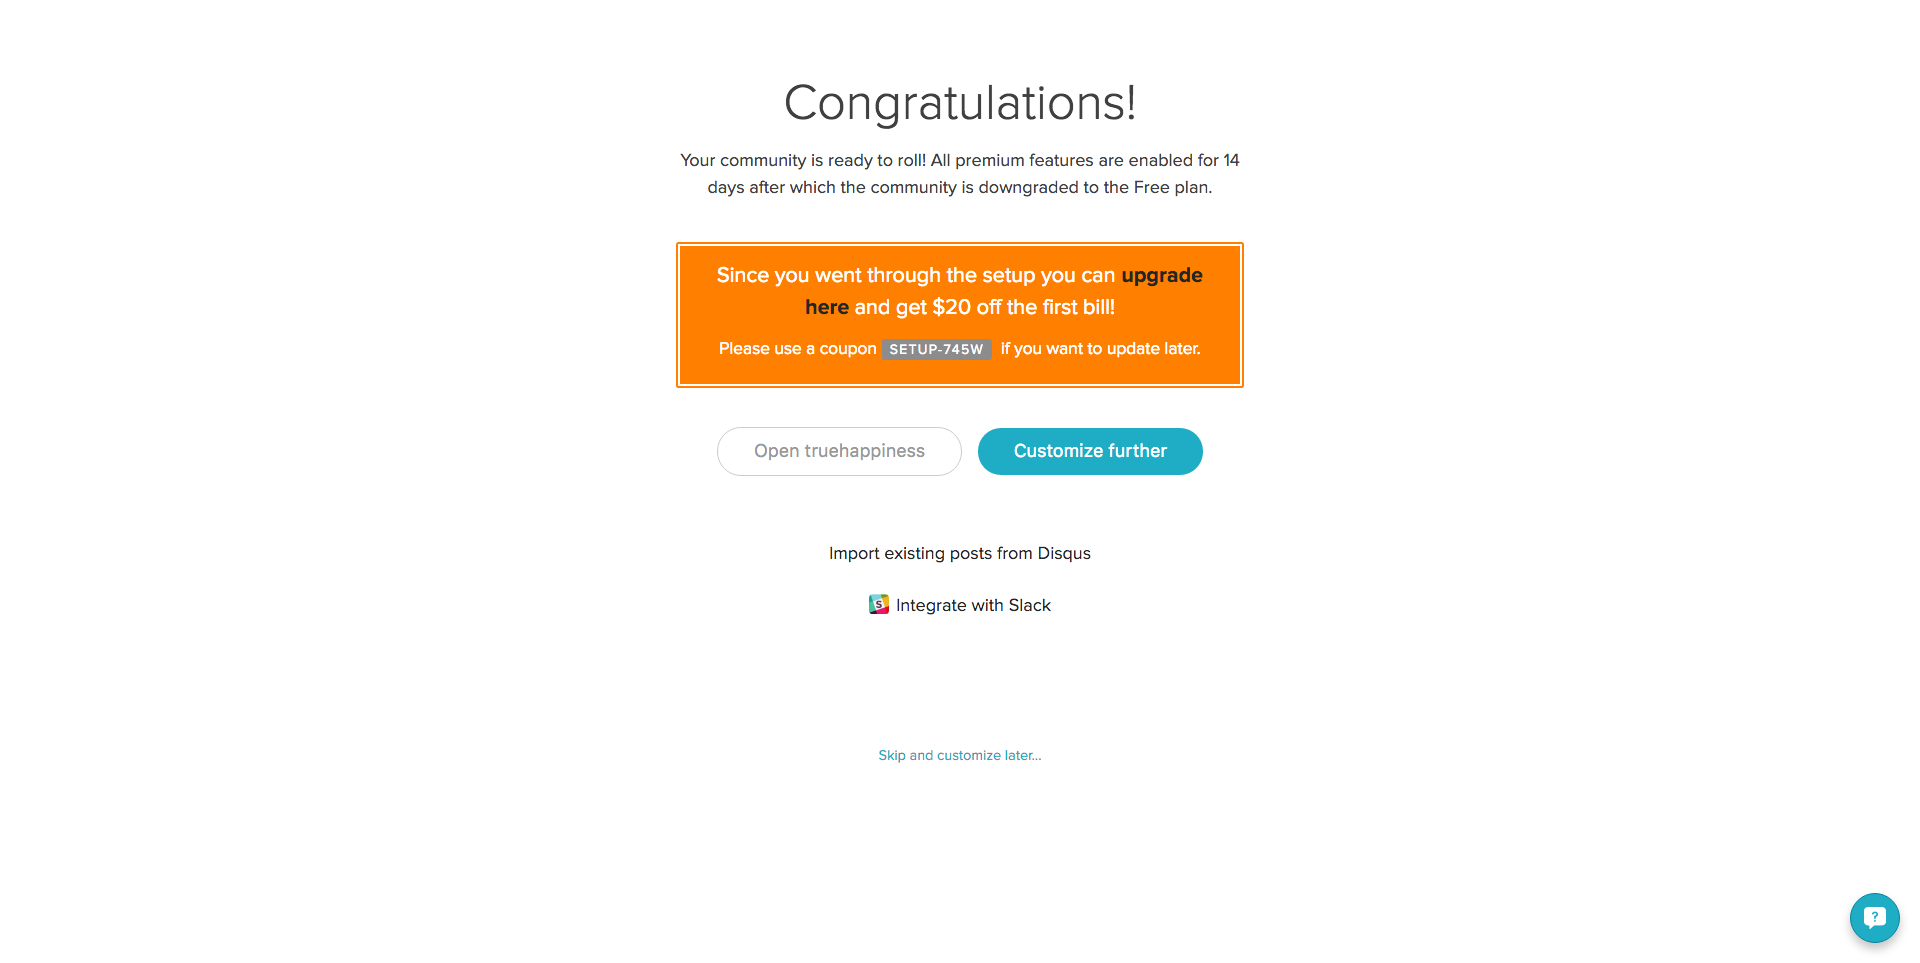 Congratulations!
Your community is ready to roll! All premium features are enabled for 14
days after which the community is downgraded to the Free plan.
Since you went through the setup you can upgrade
here and get $20 off the first bill!
Please use a coupon SETUP-745W if you want to update later.
Open truehappiness
Customize further
Import existing posts from Disqus
S Integrate with Slack
Skip and customize later...
?